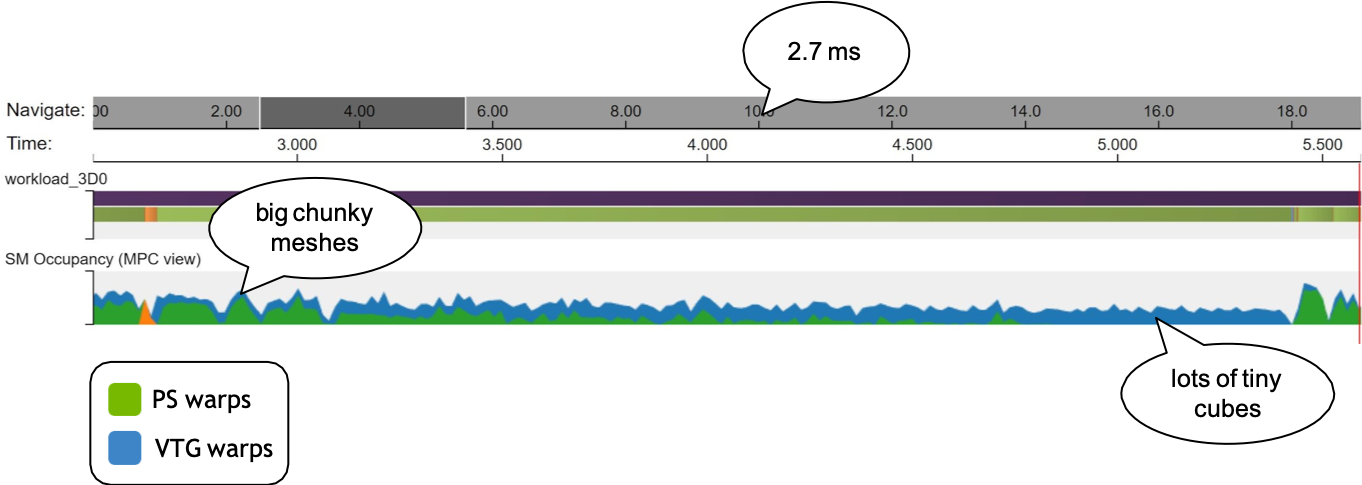 2.7 ms
Navigate: 00 2.00 4.00 6.00 8.00 10.0 12.0 14.0 16.0 18.0
Time: 3.000 3.500 4.000 4.500 5.000 5.500
workload_3D0
big chunky
meshes
SM Occupancy (MPC view)
lots of tiny
cubes
PS warps
VTG warps